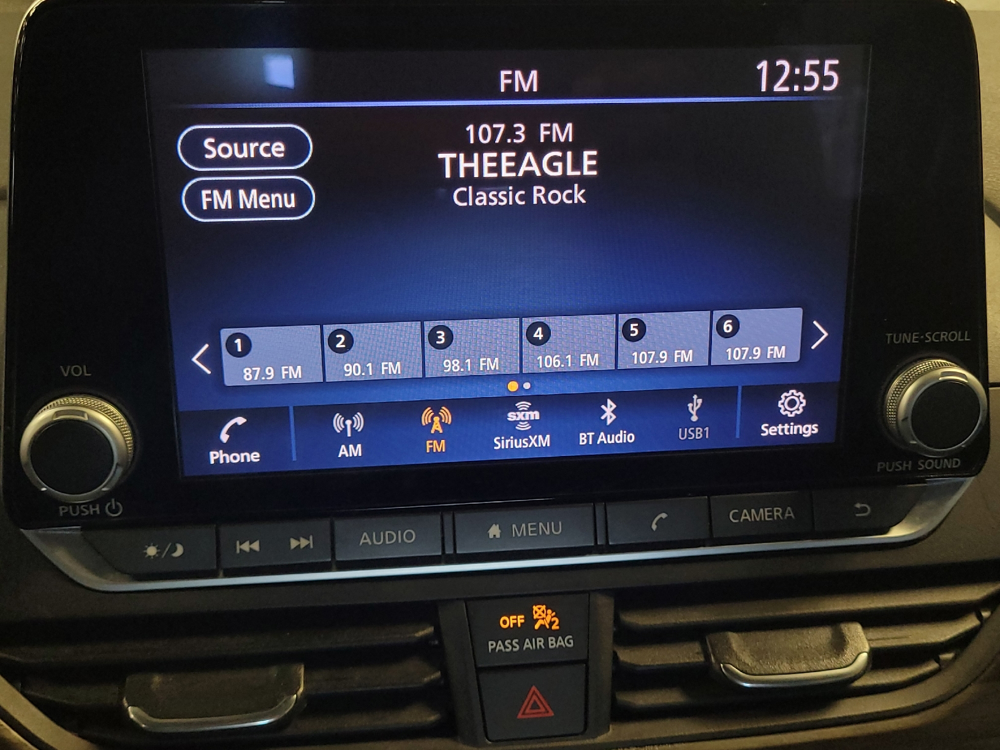 FM
12:55
Source
FM Menu
107.3 FM
THEEAGLE
Classic Rock
1
87.9 FM
2
90.1 FM
3
98.1 FM
4
106.1 FM
5
107.9 FM
6
107.9 FM
Phone
AM
FM
sxm
SiriusXM
BT Audio
USB1
Settings
VOL
PUSH
TUNE·SCROLL
PUSH SOUND
AUDIO
MENU
CAMERA
OFF 2
PASS AIR BAG